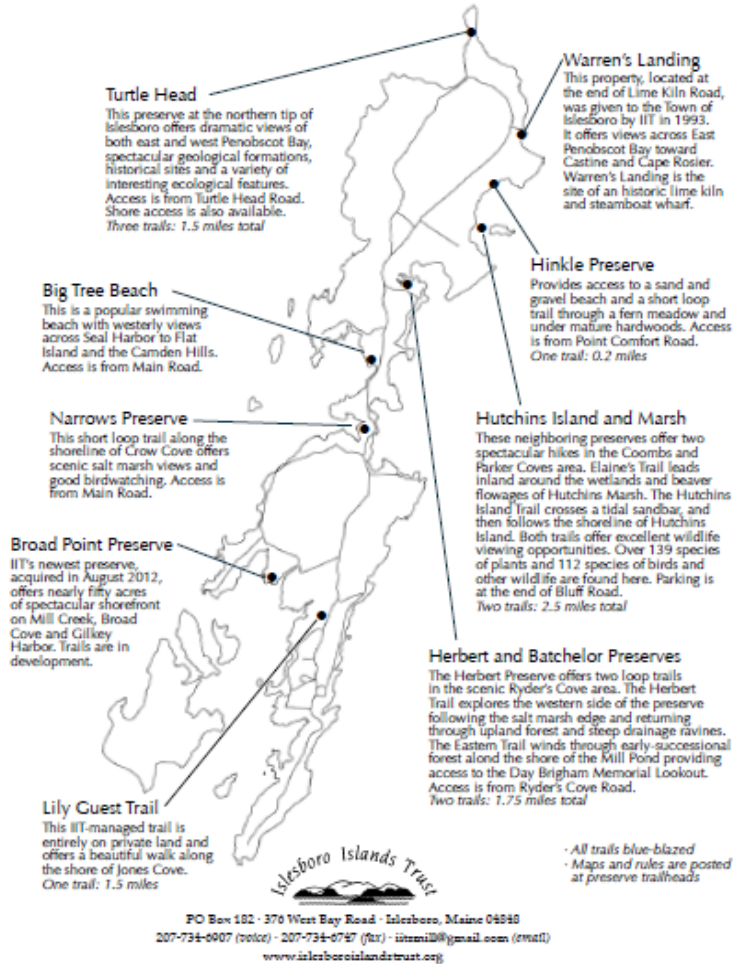 Turtle Head
This preserve at the northern tip of
Islesboro offers dramatic views of
both east and west Penobscot Bay,
spectacular geological formations,
historical sites and a variety of
interesting ecological features.
Access is from Turtle Head Road.
Shore access is also available.
Three trails: 1.5 miles total
Warren's Landing
This property, located at
the end of Lime Kiln Road,
was given to the Town of
Islesboro by IIT in 1993.
It offers views across East
Penobscot Bay toward
Castine and Cape Rosier.
Warren's Landing is the
site of an historic lime kiln
and steamboat wharf.
Hinkle Preserve
Provides access to a sand and
gravel beach and a short loop
trail through a fern meadow and
under mature hardwoods. Access
is from Point Comfort Road.
One trail: 0.2 miles
Big Tree Beach
This is a popular swimming
beach with westerly views
across Seal Harbor to Flat
Island and the Camden Hills.
Access is from Main Road.
Narrows Preserve
This short loop trail along the
shoreline of Crow Cove offers
scenic salt marsh views and
good birdwatching. Access is
from Main Road.
Hutchins Island and Marsh
These neighboring preserves offer two
spectacular hikes in the Coombs and
Parker Coves area. Elaine's Trail leads
inland around the wetlands and beaver
flowages of Hutchins Marsh. The Hutchins
Island Trail crosses a tidal sandbar, and
then follows the shoreline of Hutchins
Island. Both trails offer excellent wildlife
viewing opportunities. Over 139 species
of plants and 112 species of birds and
other wildlife are found here. Parking is
at the end of Bluff Road.
Two trails: 2.5 miles total
Broad Point Preserve
IIT's newest preserve,
acquired in August 2012,
offers nearly fifty acres
of spectacular shorefront
on Mill Creek, Broad
Cove and Gilkey
Harbor. Trails are in
development.
Herbert and Batchelor Preserves
The Herbert Preserve offers two loop trails
in the scenic Ryder's Cove area. The Herbert
Trail explores the western side of the preserve
following the salt marsh edge and returning
through upland forest and steep drainage ravines.
The Eastern Trail winds through early-successional
forest alond the shore of the Mill Pond providing
access to the Day Brigham Memorial Lookout.
Access is from Ryder's Cove Road.
Two trails: 1.75 miles total
Lily Guest Trail
This IIT-managed trail is
entirely on private land and
offers a beautiful walk along
the shore of Jones Cove.
One trail: 1.5 miles
· All trails blue-blazed
· Maps and rules are posted
at preserve trailheads
Islesboro Islands Trust
PO Box 182 · 376 West Bay Road · Islesboro, Maine 04848
207-734-6907 (voice) · 207-734-6747 (fax) · iitsmill@gmail.com (email)
www.islesboroislandstrust.org